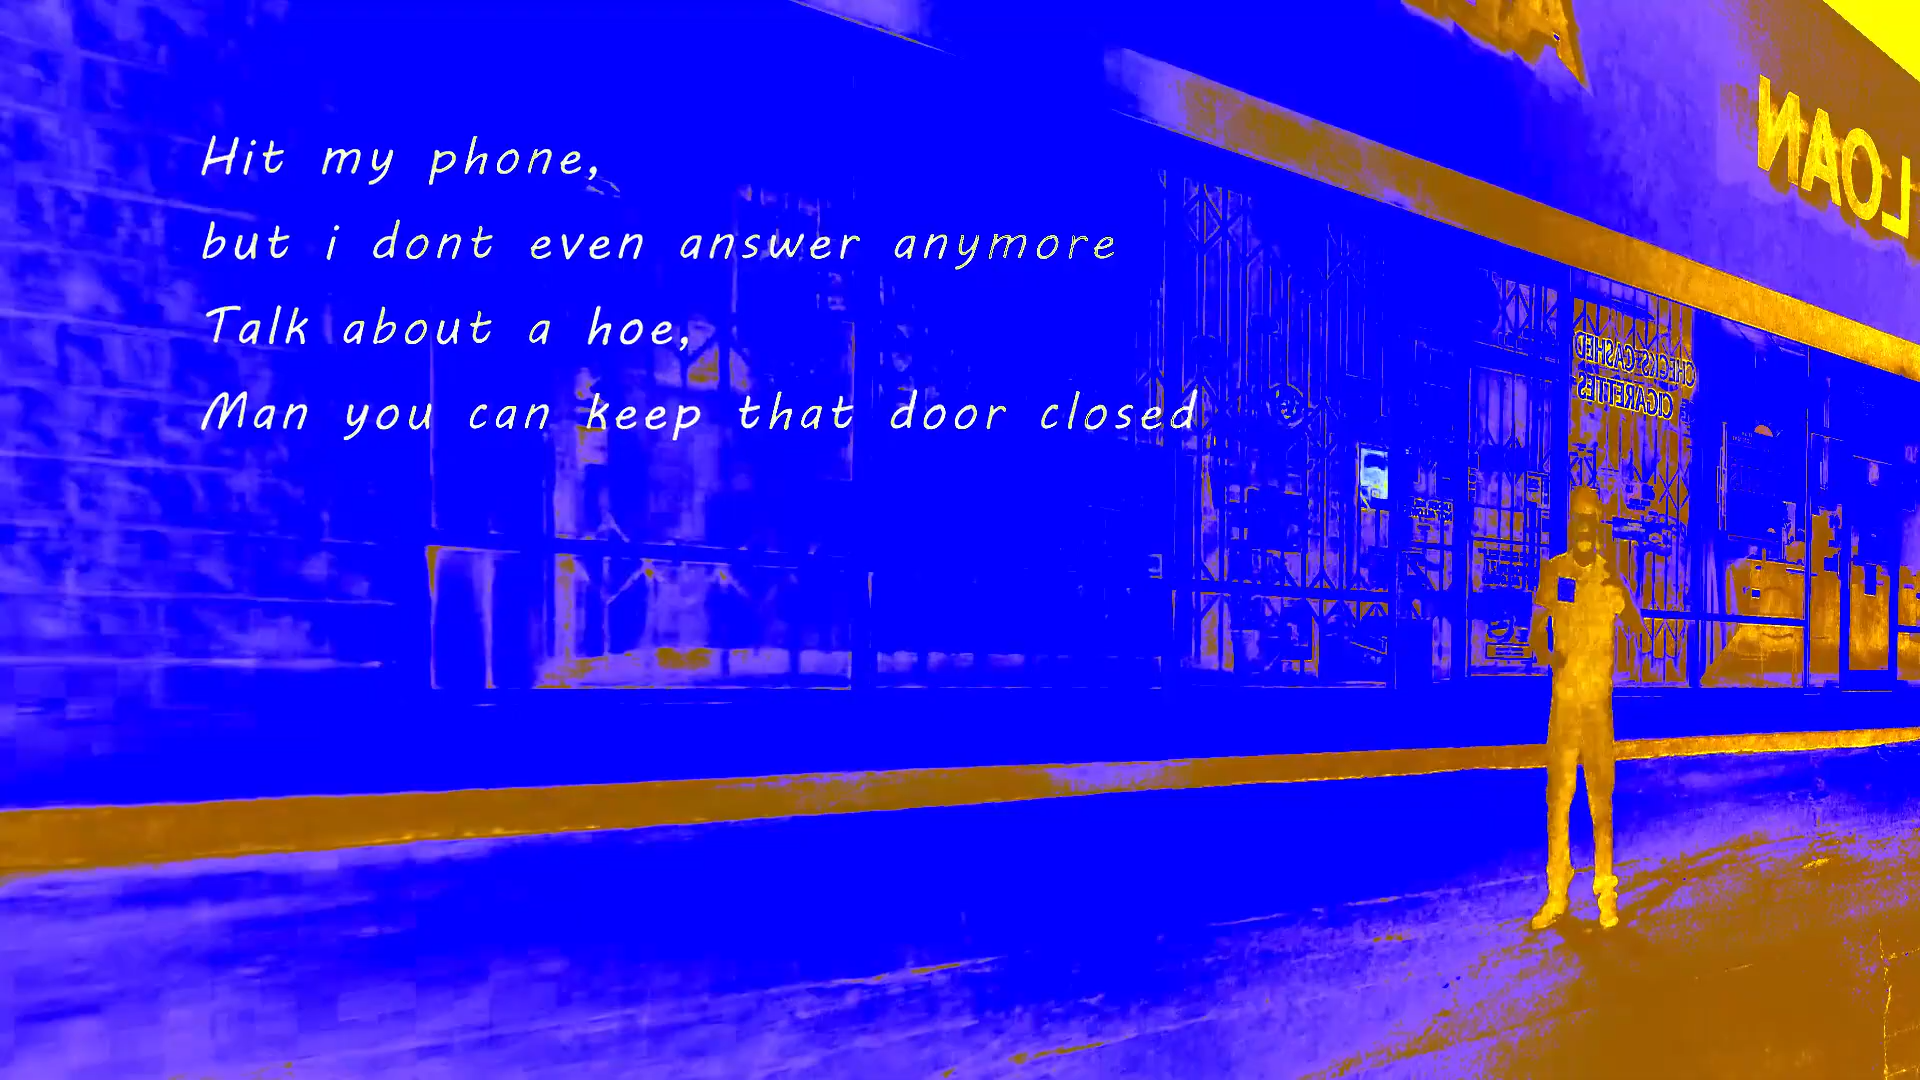 Hit my phone,
but i dont even answer anymore
Talk about a hoe,
Man you can keep that door closed
LOAN
CHECKS CASHED
CIGARETTES